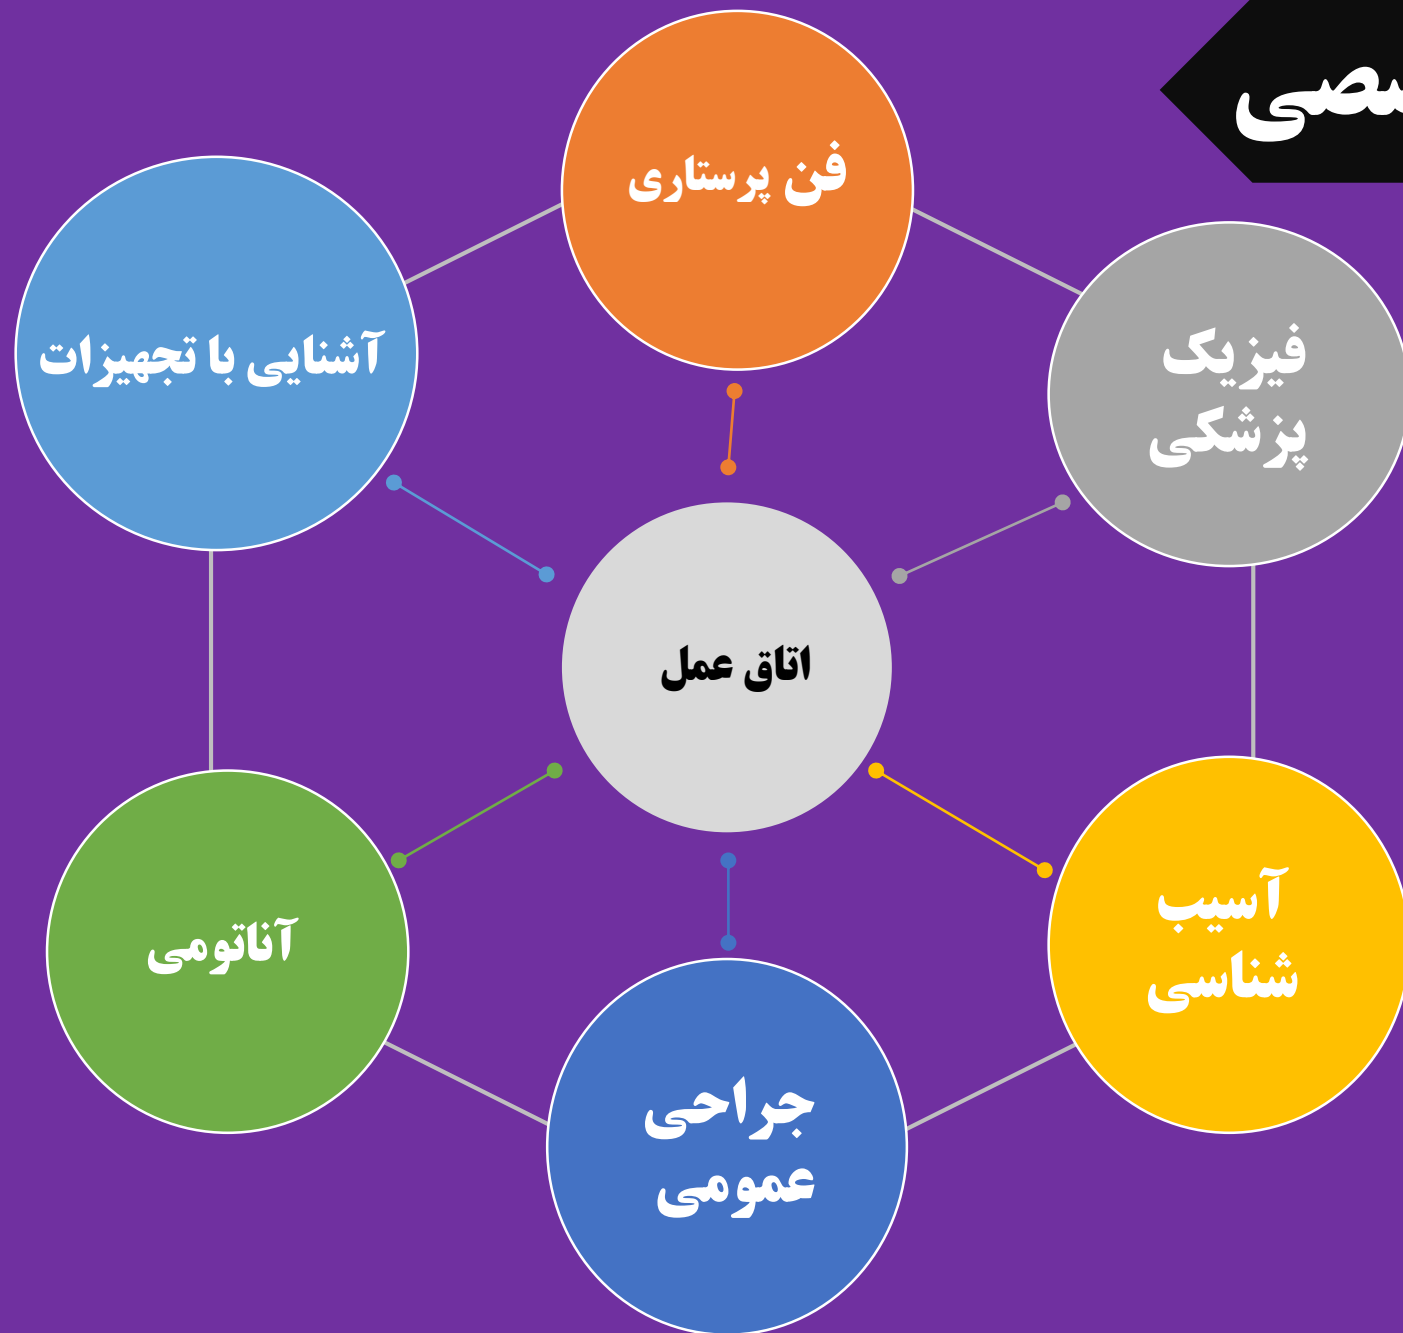 فن پرستاری
فیزیک
پزشکی
آشنایی با تجهیزات
اتاق عمل
آسیب
شناسی
آناتومی
جراحی
عمومی